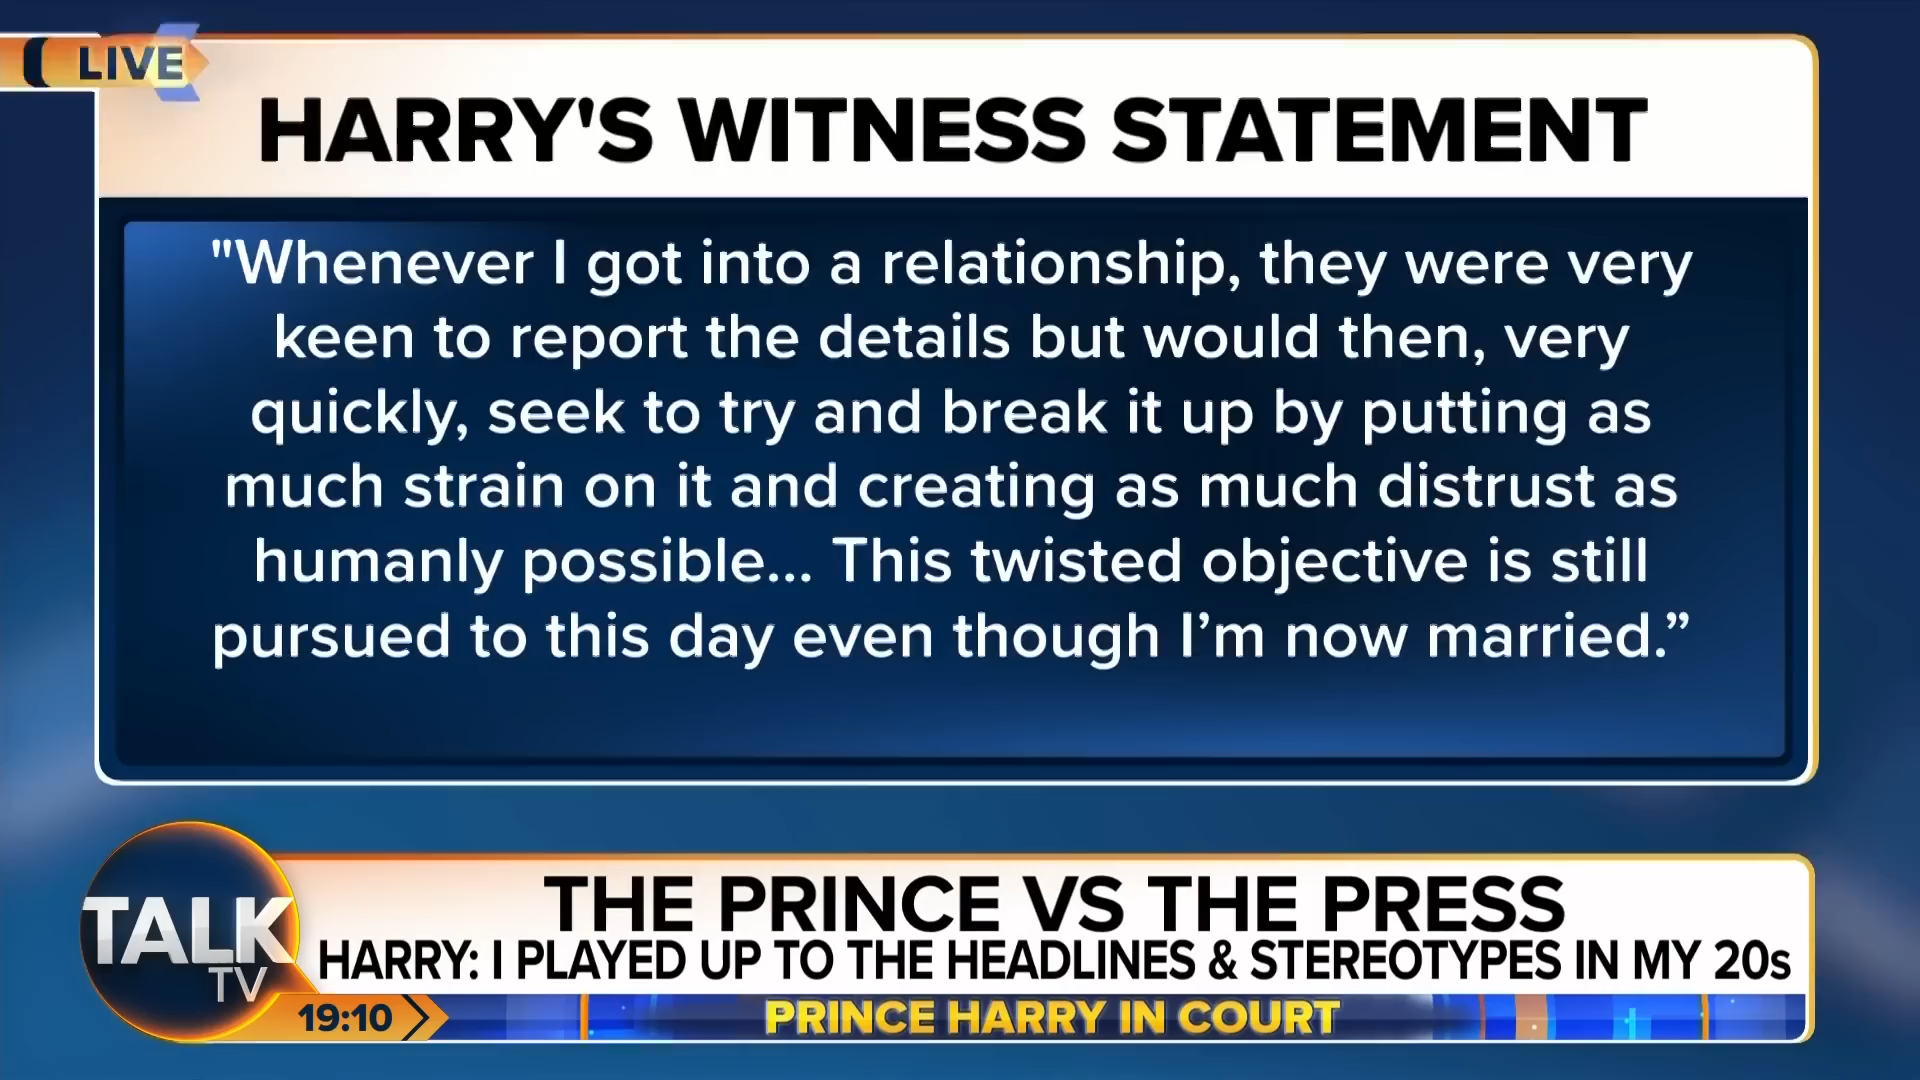 LIVE
HARRY'S WITNESS STATEMENT
"Whenever I got into a relationship, they were very
keen to report the details but would then, very
quickly, seek to try and break it up by putting as
much strain on it and creating as much distrust as
humanly possible... This twisted objective is still
pursued to this day even though I’m now married.”
TALK
TV
THE PRINCE VS THE PRESS
HARRY: I PLAYED UP TO THE HEADLINES & STEREOTYPES IN MY 20s
19:10
PRINCE HARRY IN COURT